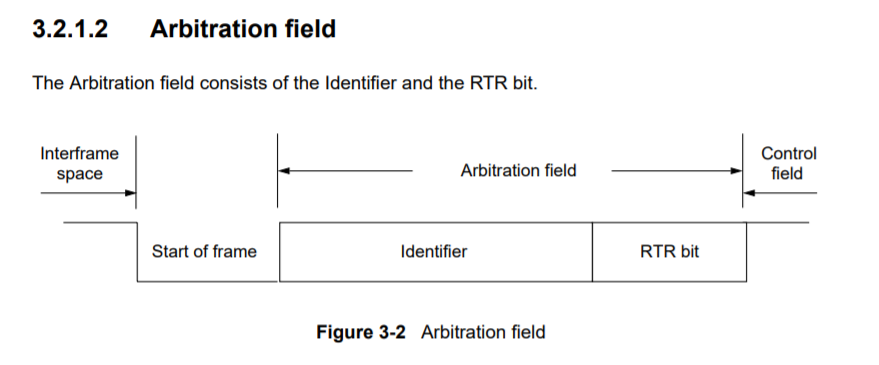 3.2.1.2 Arbitration field
The Arbitration field consists of the Identifier and the RTR bit.
Interframe
space
Arbitration field
Control
field
Start of frame
Identifier
RTR bit
Figure 3-2 Arbitration field